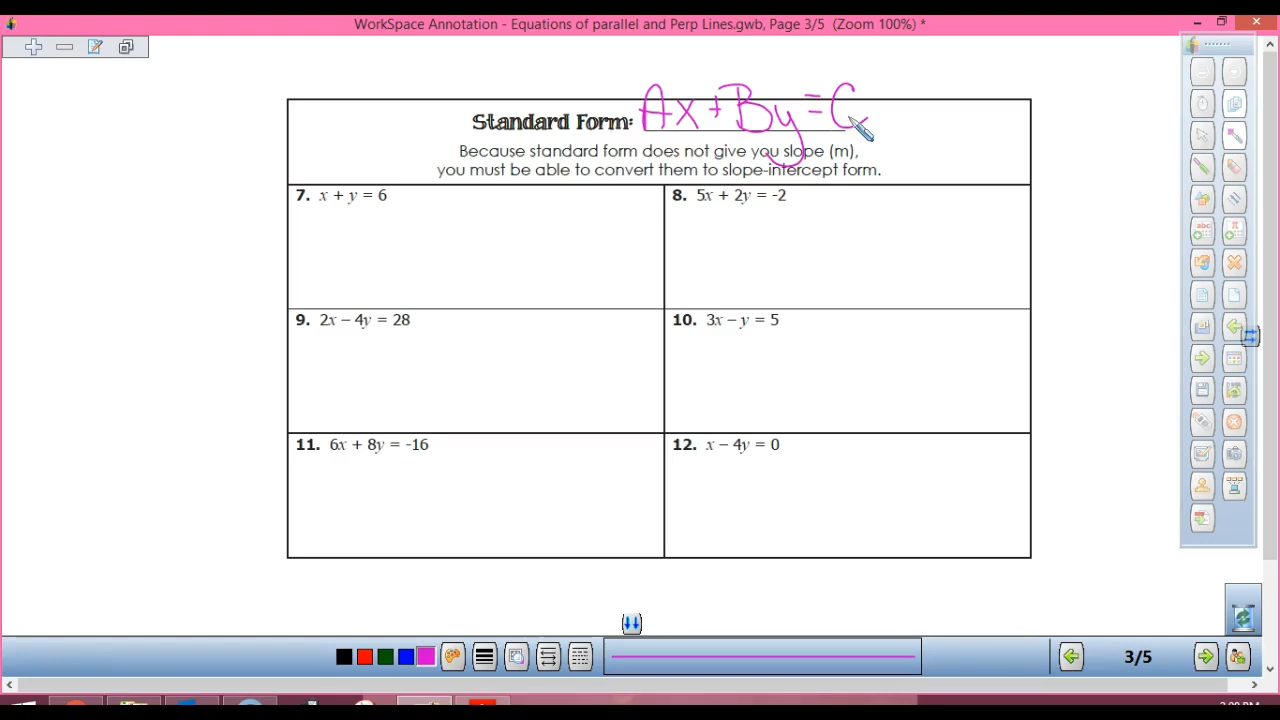 WorkSpace Annotation - Equations of parallel and Perp Lines.gwb, Page 3/5 (Zoom 100%) *
Standard Form: Ax + By = C
Because standard form does not give you slope (m),
you must be able to convert them to slope-intercept form.
7. x + y = 6
8. 5x + 2y = -2
9. 2x – 4y = 28
10. 3x – y = 5
11. 6x + 8y = -16
12. x – 4y = 0
abc
π
3/5